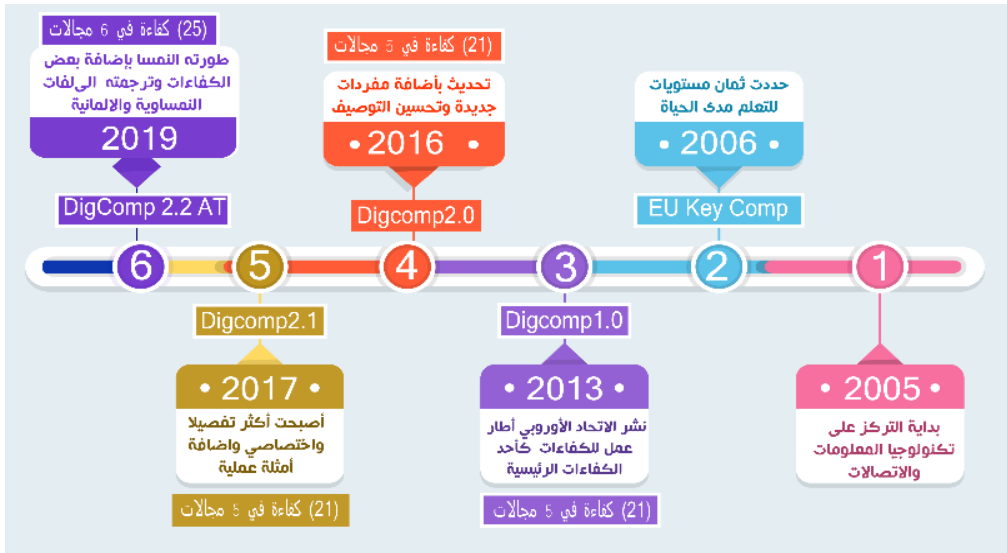 1
• 2005 •
بداية التركز على
تكنولوجيا المعلومات
والاتصالات
حددت ثمان مستويات
للتعلم مدى الحياة
• 2006 •
EU Key Comp
2
3
Digcomp1.0
• 2013 •
نشر الاتحاد الأوروبي أطار
عمل للكفاءات كأحد
الكفاءات الرئيسية
(21) كفاءة في 5 مجالات
(21) كفاءة في 5 مجالات
تحديث بأضافة مفردات
جديدة وتحسين التوصيف
• 2016 •
Digcomp2.0
4
5
Digcomp2.1
• 2017 •
أصبحت أكثر تفصيلا
واختصاصي واضافة
أمثلة عملية
(21) كفاءة في 5 مجالات
(25) كفاءة في 6 مجالات
طورته النمسا بإضافة بعض
الكفاءات وترجمته الىلغات
النمساوية والالمانية
2019
DigComp 2.2 AT
6